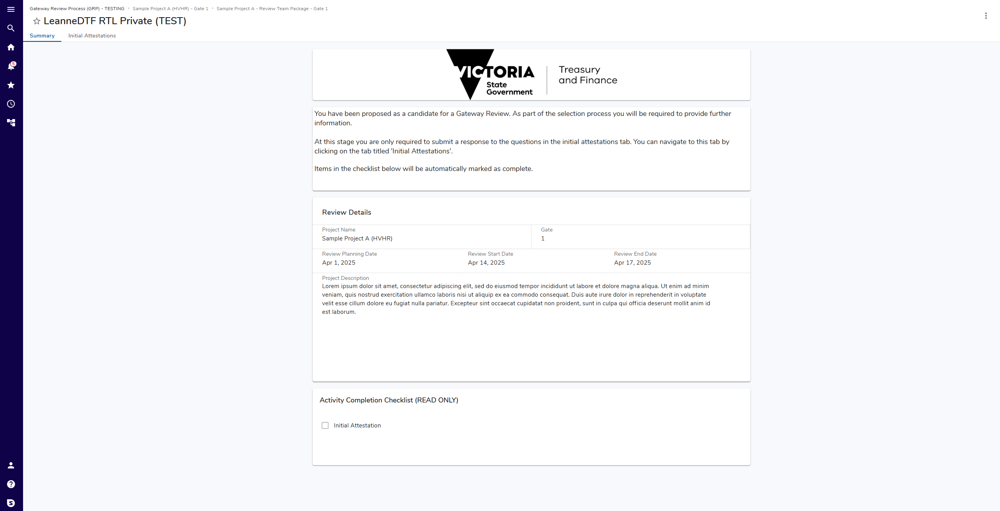 Gateway Review Process (GRP) - TESTING › Sample Project A (HVHR) - Gate 1 › Sample Project A - Review Team Package - Gate 1
LeanneDTF RTL Private (TEST)
Summary Initial Attestations
5
VICTORIA
State
Government
Treasury
and Finance
You have been proposed as a candidate for a Gateway Review. As part of the selection process you will be required to provide further
information.
At this stage you are only required to submit a response to the questions in the initial attestations tab. You can navigate to this tab by
clicking on the tab titled 'Initial Attestations'.
Items in the checklist below will be automatically marked as complete.
Review Details
Project Name Gate
Sample Project A (HVHR) 1
Review Planning Date Review Start Date Review End Date
Apr 1, 2025 Apr 14, 2025 Apr 17, 2025
Project Description
Lorem ipsum dolor sit amet, consectetur adipiscing elit, sed do eiusmod tempor incididunt ut labore et dolore magna aliqua. Ut enim ad minim
veniam, quis nostrud exercitation ullamco laboris nisi ut aliquip ex ea commodo consequat. Duis aute irure dolor in reprehenderit in voluptate
velit esse cillum dolore eu fugiat nulla pariatur. Excepteur sint occaecat cupidatat non proident, sunt in culpa qui officia deserunt mollit anim id
est laborum.
Activity Completion Checklist (READ ONLY)
Initial Attestation